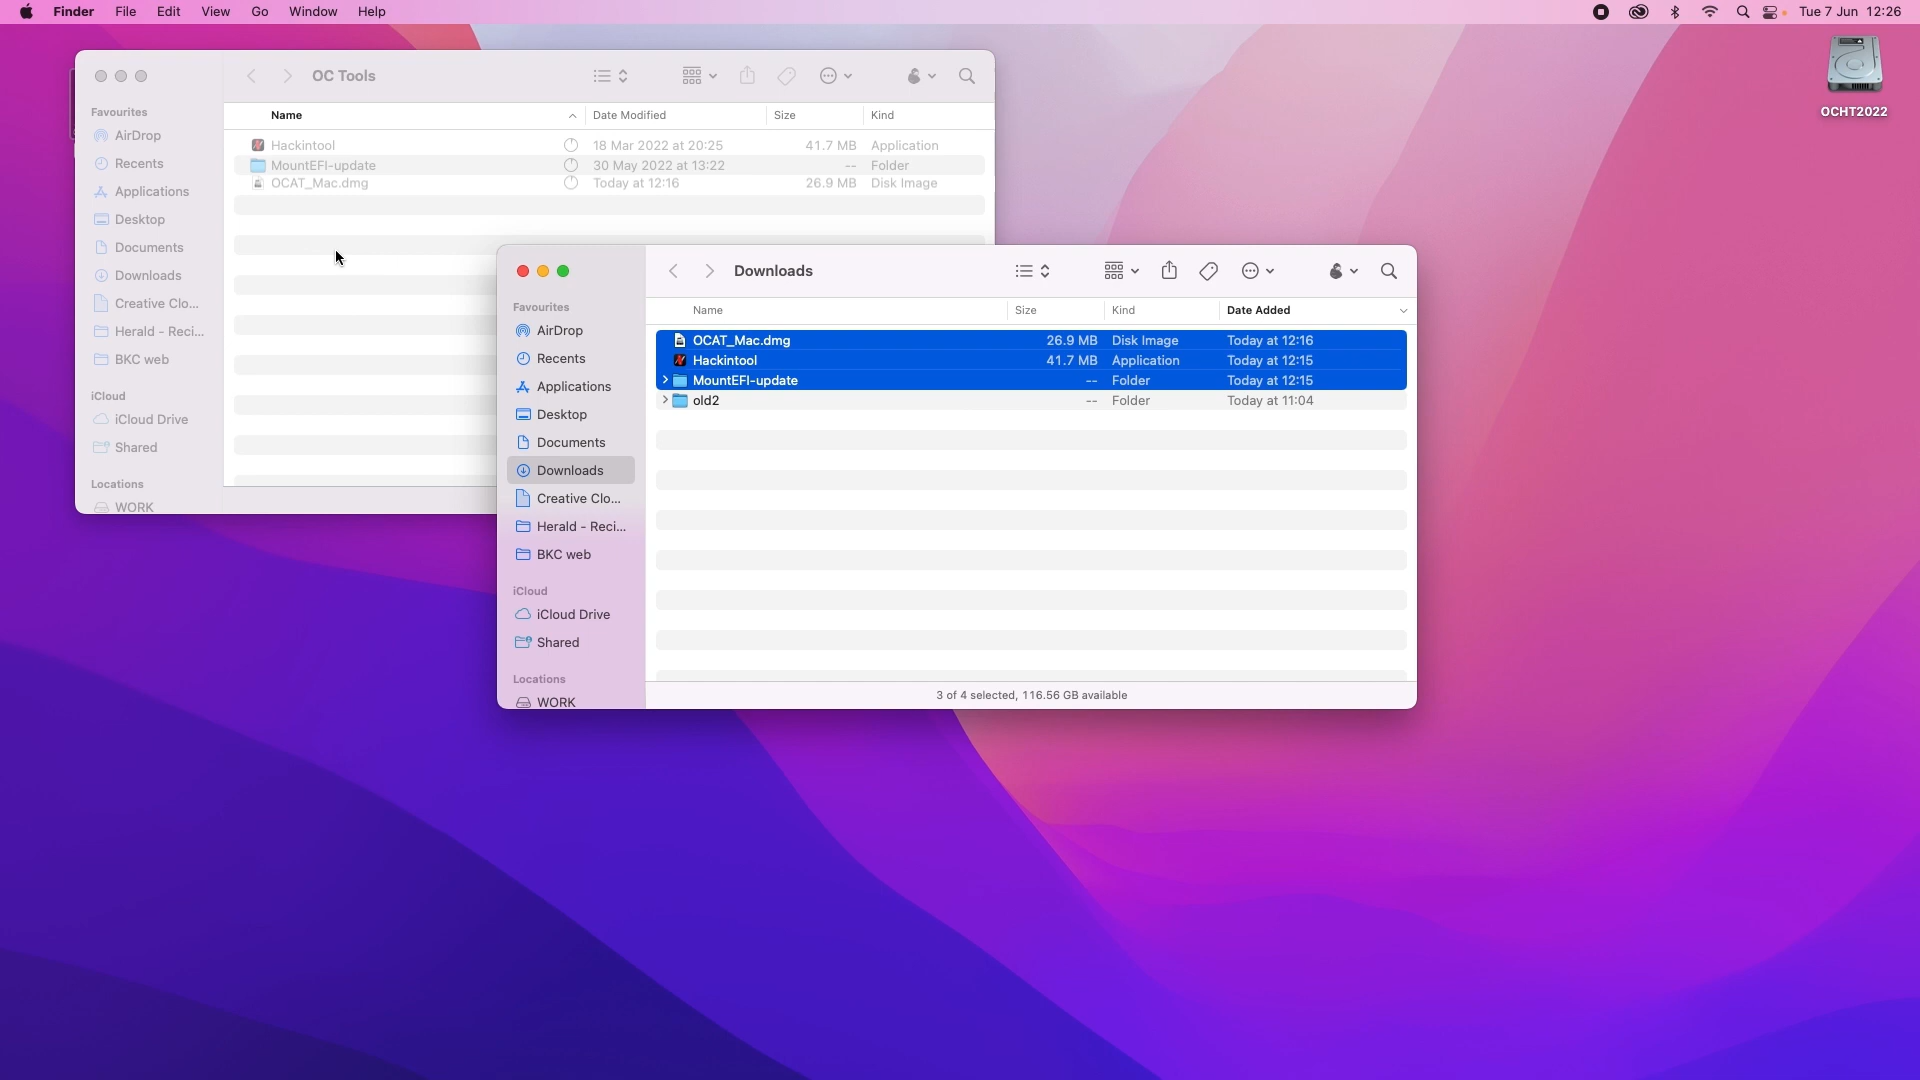 Finder File Edit View Go Window Help Tue 7 Jun 12:26
OCHT2022
OC Tools
Favourites
AirDrop
Recents
Applications
Desktop
Documents
Downloads
Creative Clo...
Herald - Reci...
BKC web
iCloud
iCloud Drive
Shared
Locations
WORK
Name Date Modified Size Kind
Hackintool 18 Mar 2022 at 20:25 41.7 MB Application
MountEFI-update 30 May 2022 at 13:22 -- Folder
OCAT_Mac.dmg Today at 12:16 26.9 MB Disk Image
Downloads
Favourites
AirDrop
Recents
Applications
Desktop
Documents
Downloads
Creative Clo...
Herald - Reci...
BKC web
iCloud
iCloud Drive
Shared
Locations
WORK
Name Size Kind Date Added
OCAT_Mac.dmg 26.9 MB Disk Image Today at 12:16
Hackintool 41.7 MB Application Today at 12:15
MountEFI-update -- Folder Today at 12:15
old2 -- Folder Today at 11:04
3 of 4 selected, 116.56 GB available